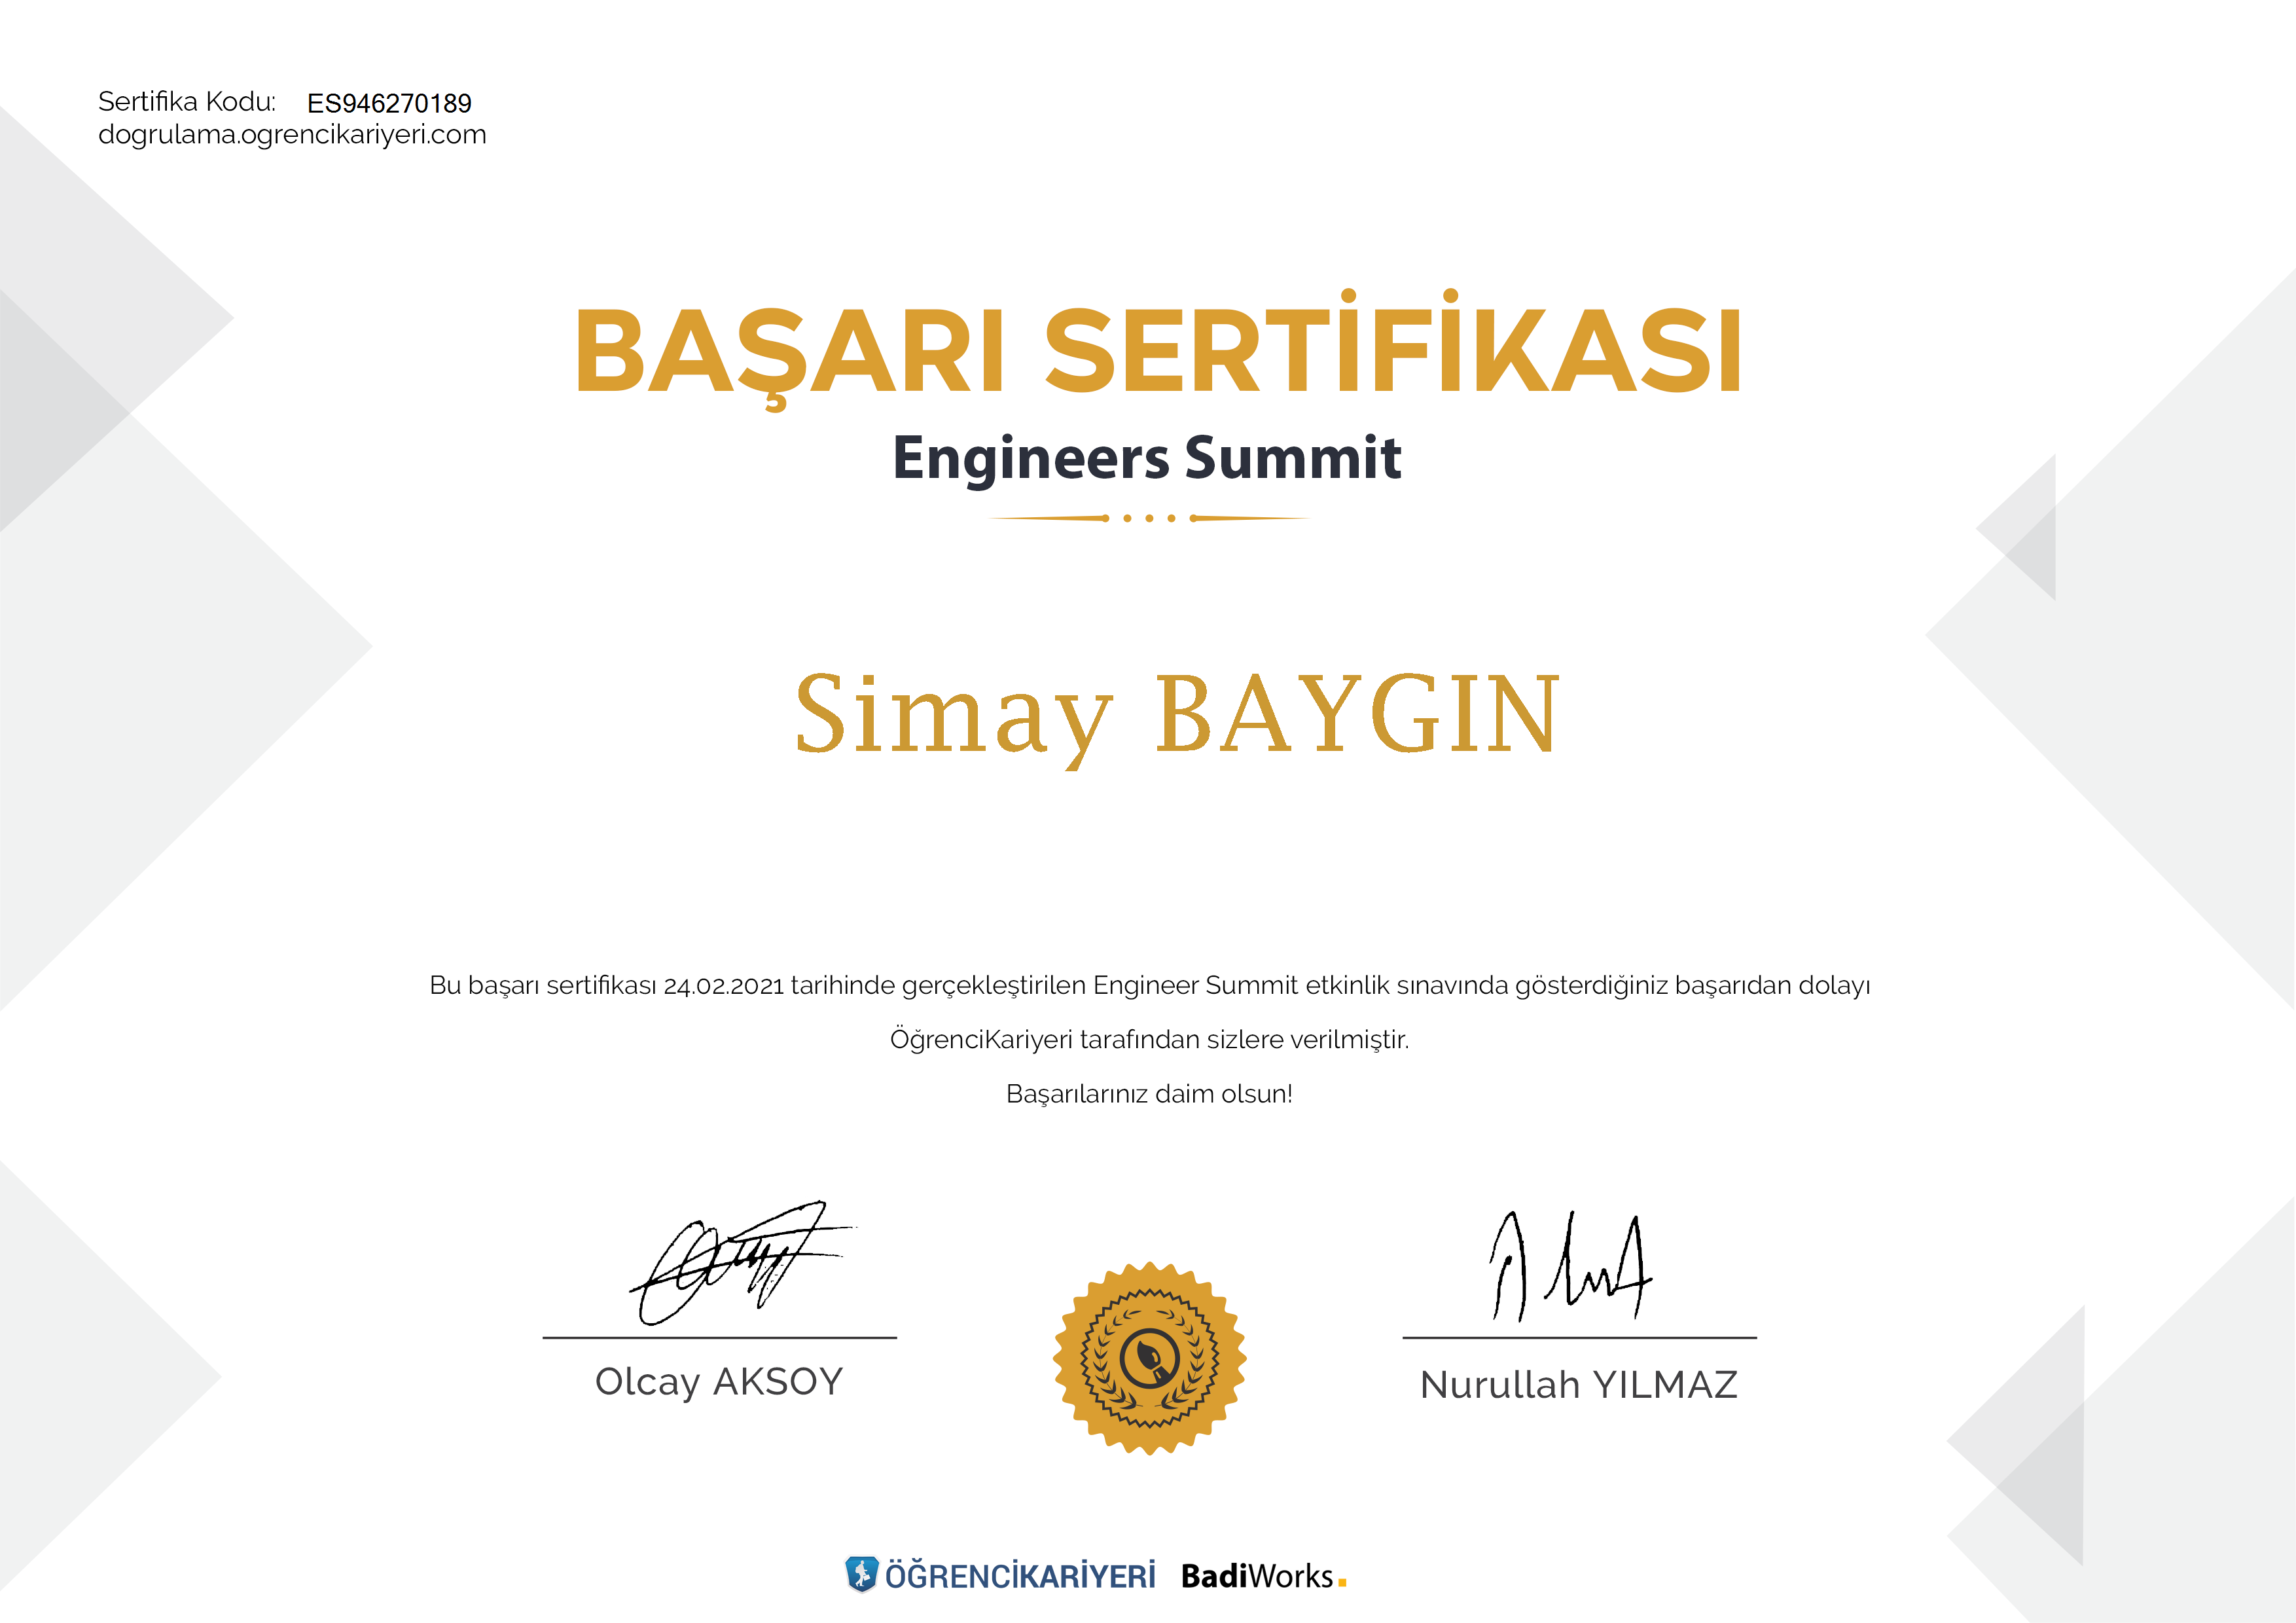 Sertifika Kodu: ES946270189
dogrulama.ogrencikariyeri.com
BAŞARI SERTİFİKASI
Engineers Summit
Simay BAYGIN
Bu başarı sertifikası 24.02.2021 tarihinde gerçekleştirilen Engineer Summit etkinlik sınavında gösterdiğiniz başarıdan dolayı
ÖğrenciKariyeri tarafından sizlere verilmiştir.
Başarılarınız daim olsun!
Olcay AKSOY
Nurullah YILMAZ
ÖĞRENCİKARİYERİ BadiWorks.